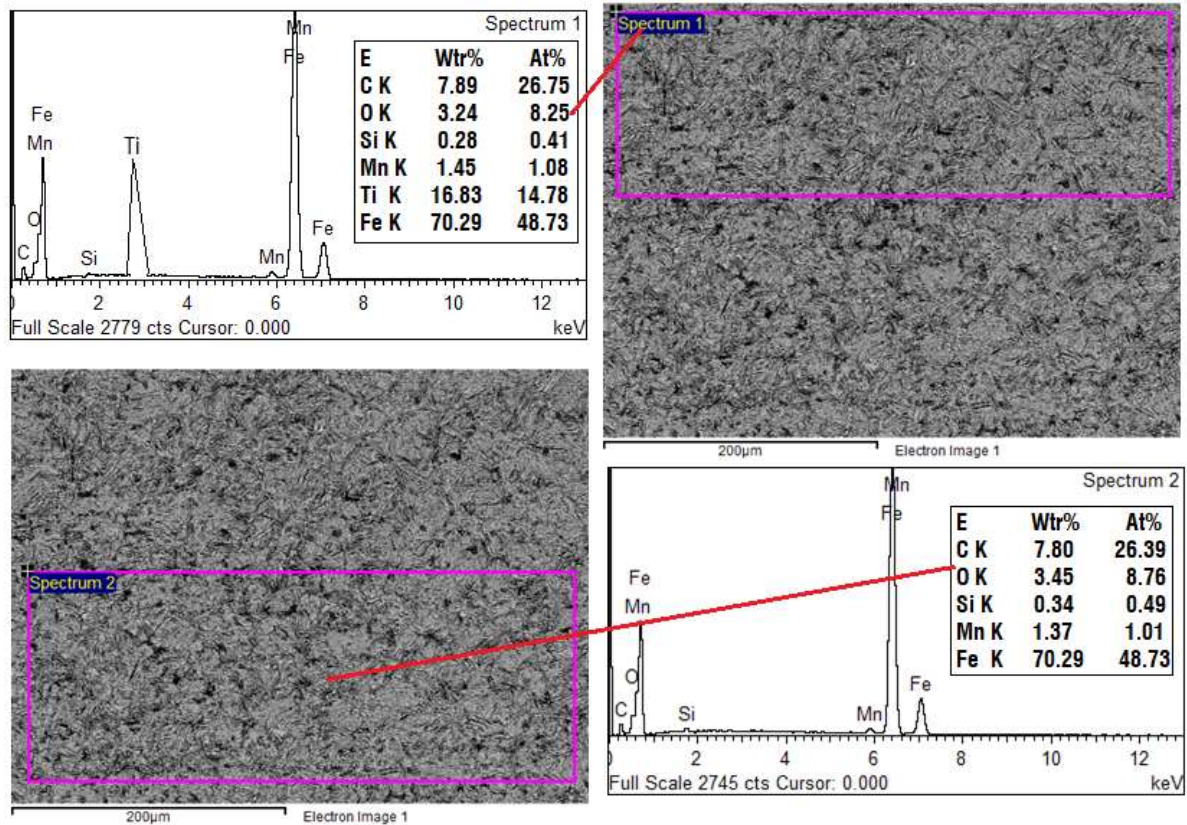 Spectrum 1
Mn
Fe
E Wtr% At%
C K 7.89 26.75
O K 3.24 8.25
Si K 0.28 0.41
Mn K 1.45 1.08
Ti K 16.83 14.78
Fe K 70.29 48.73
Fe
Mn
Ti
O
C
Si
Mn
Fe
0 2 4 6 8 10 12
Full Scale 2779 cts Cursor: 0.000 keV
Spectrum 1
200µm Electron Image 1
Spectrum 2
200µm Electron Image 1
Spectrum 2
Mn
Fe
E Wtr% At%
C K 7.80 26.39
O K 3.45 8.76
Si K 0.34 0.49
Mn K 1.37 1.01
Fe K 70.29 48.73
Fe
Mn
O
C
Si
Mn
Fe
0 2 4 6 8 10 12
Full Scale 2745 cts Cursor: 0.000 keV